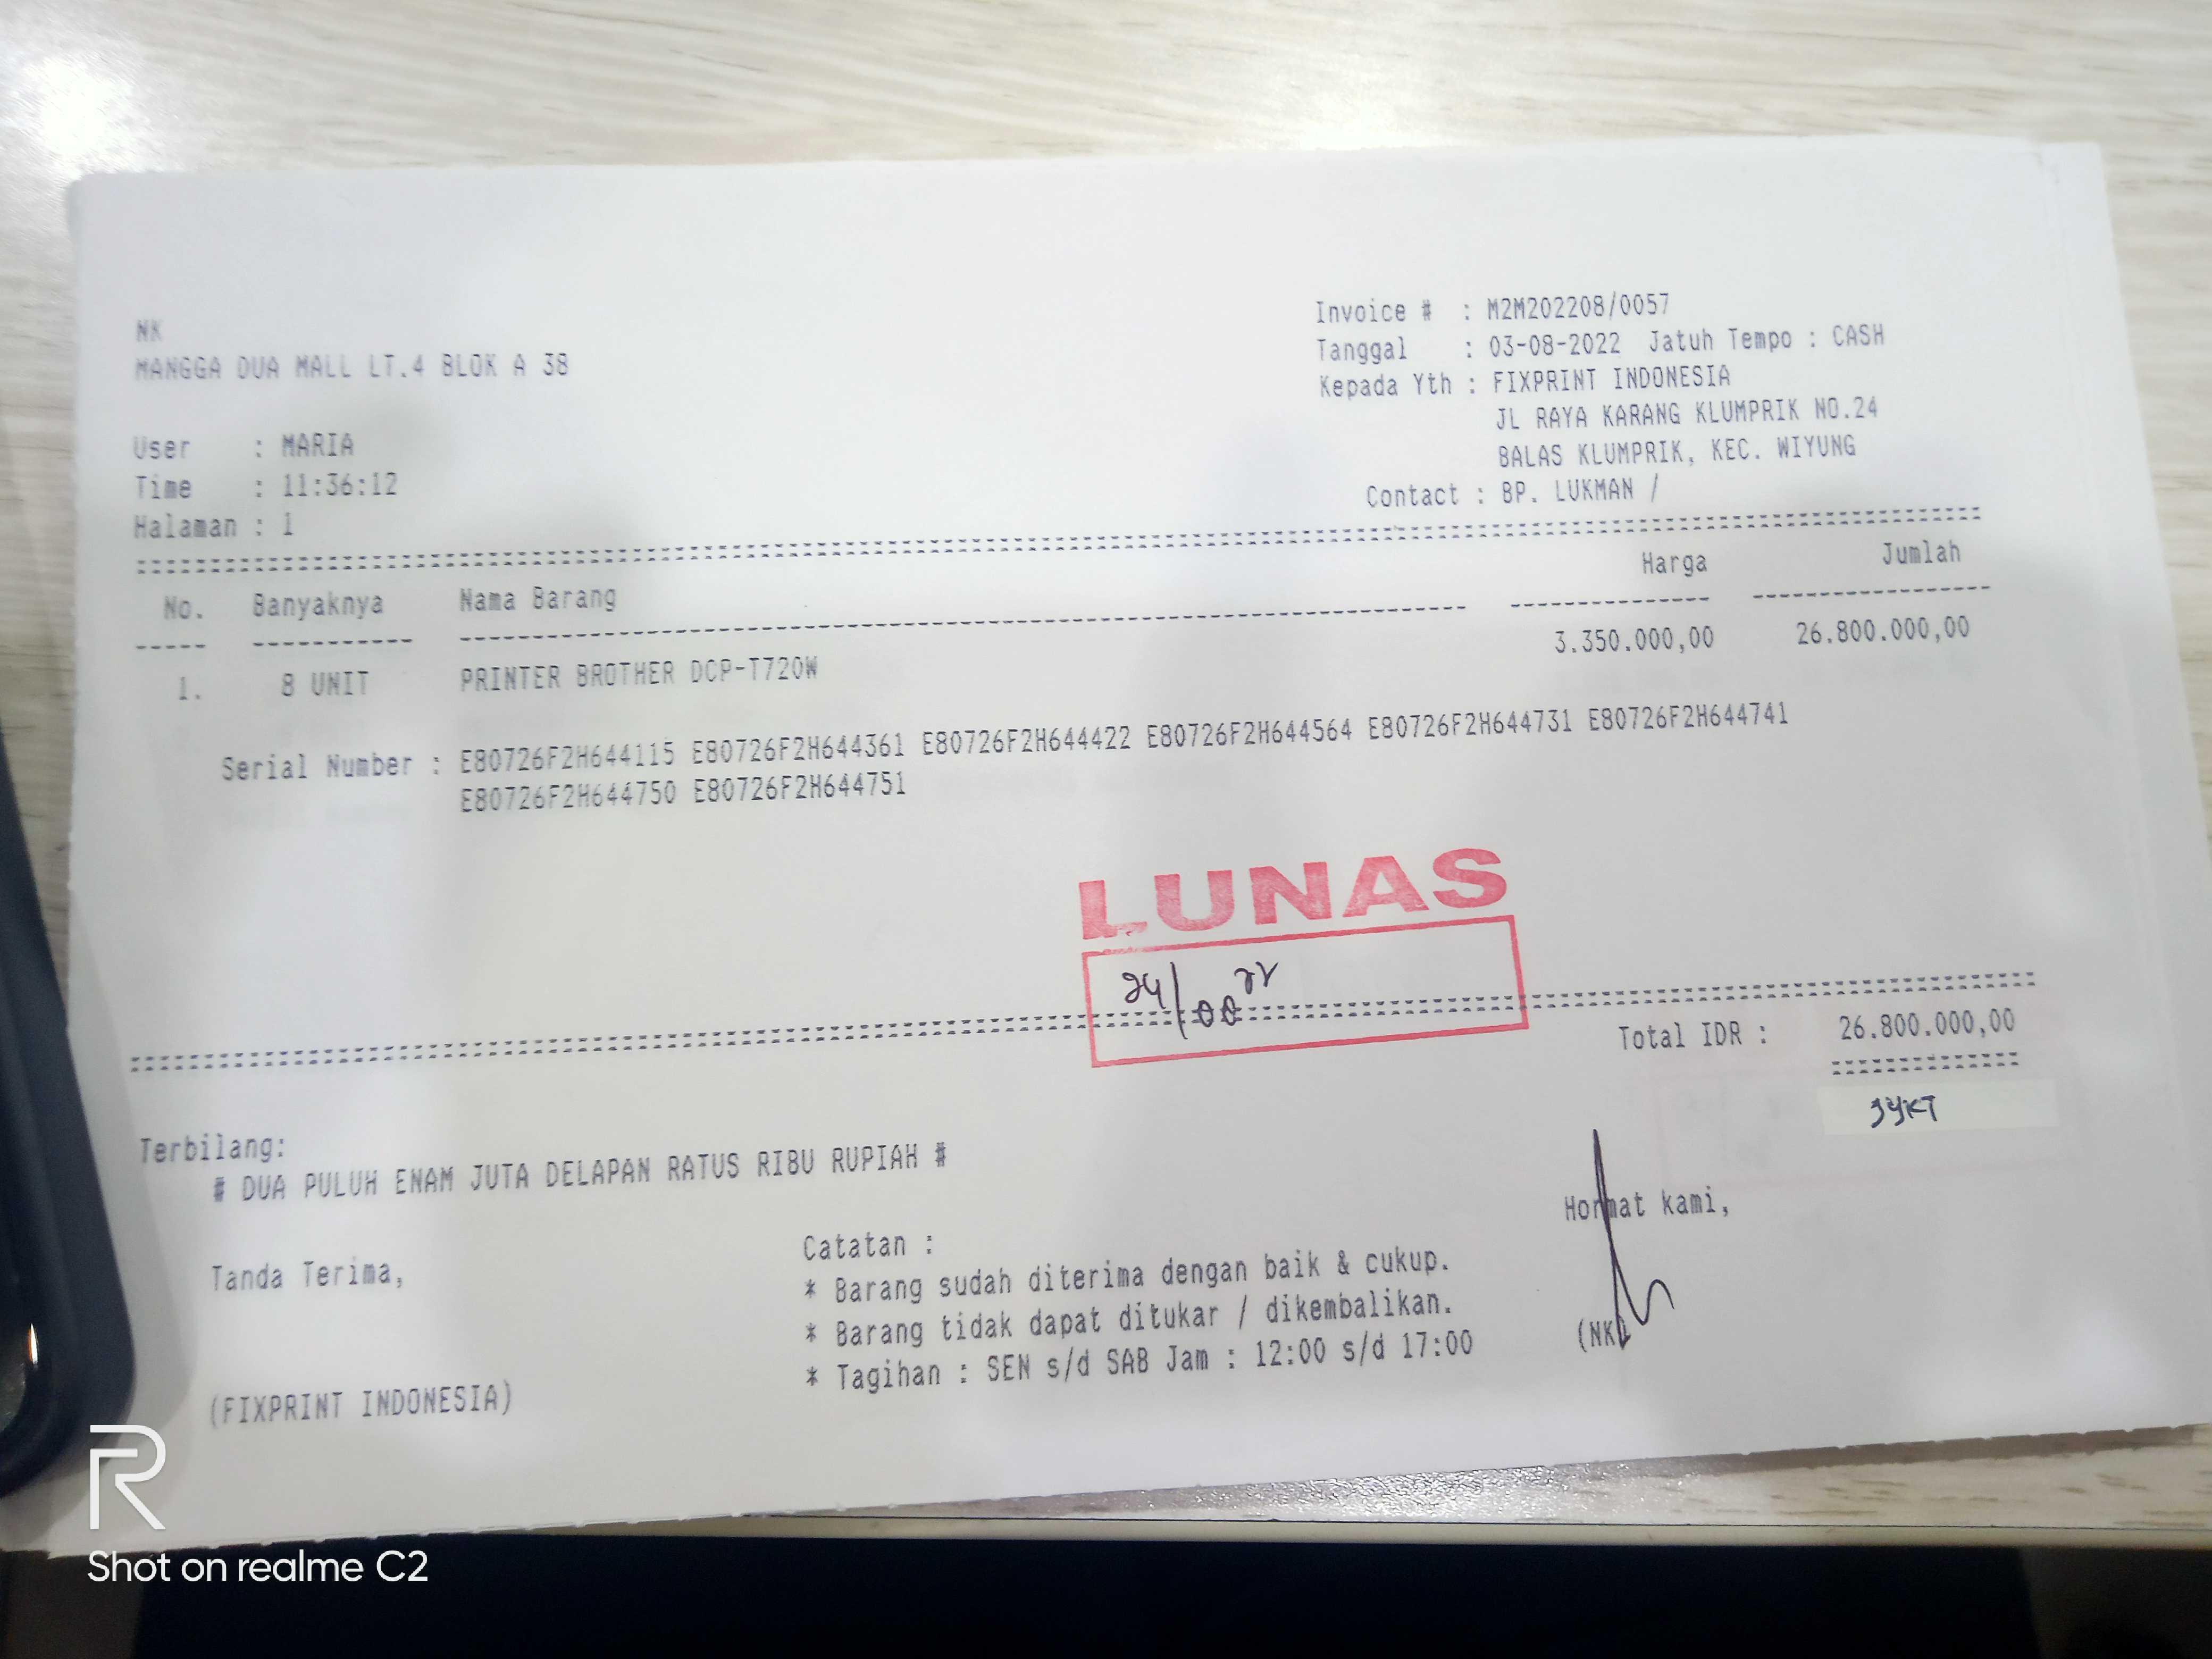 NK
MANGGA DUA MALL LT.4 BLOK A 38
Invoice # : M2M202208/0057
Tanggal : 03-08-2022 Jatuh Tempo : CASH
Kepada Yth : FIXPRINT INDONESIA
JL RAYA KARANG KLUMPRIK NO.24
BALAS KLUMPRIK, KEC. WIYUNG
Contact : BP. LUKMAN /
User : MARIA
Time : 11:36:12
Halaman : 1
No. Banyaknya Nama Barang Harga Jumlah
1. 8 UNIT PRINTER BROTHER DCP-T720W 3.350.000,00 26.800.000,00
Serial Number : E80726F2H644115 E80726F2H644361 E80726F2H644422 E80726F2H644564 E80726F2H644731 E80726F2H644741
E80726F2H644750 E80726F2H644751
LUNAS
24/08 22
Total IDR : 26.800.000,00
Terbilang:
# DUA PULUH ENAM JUTA DELAPAN RATUS RIBU RUPIAH #
Tanda Terima,
(FIXPRINT INDONESIA)
Catatan :
* Barang sudah diterima dengan baik & cukup.
* Barang tidak dapat ditukar / dikembalikan.
* Tagihan : SEN s/d SAB Jam : 12:00 s/d 17:00
Hormat kami,
(NK)
Shot on realme C2